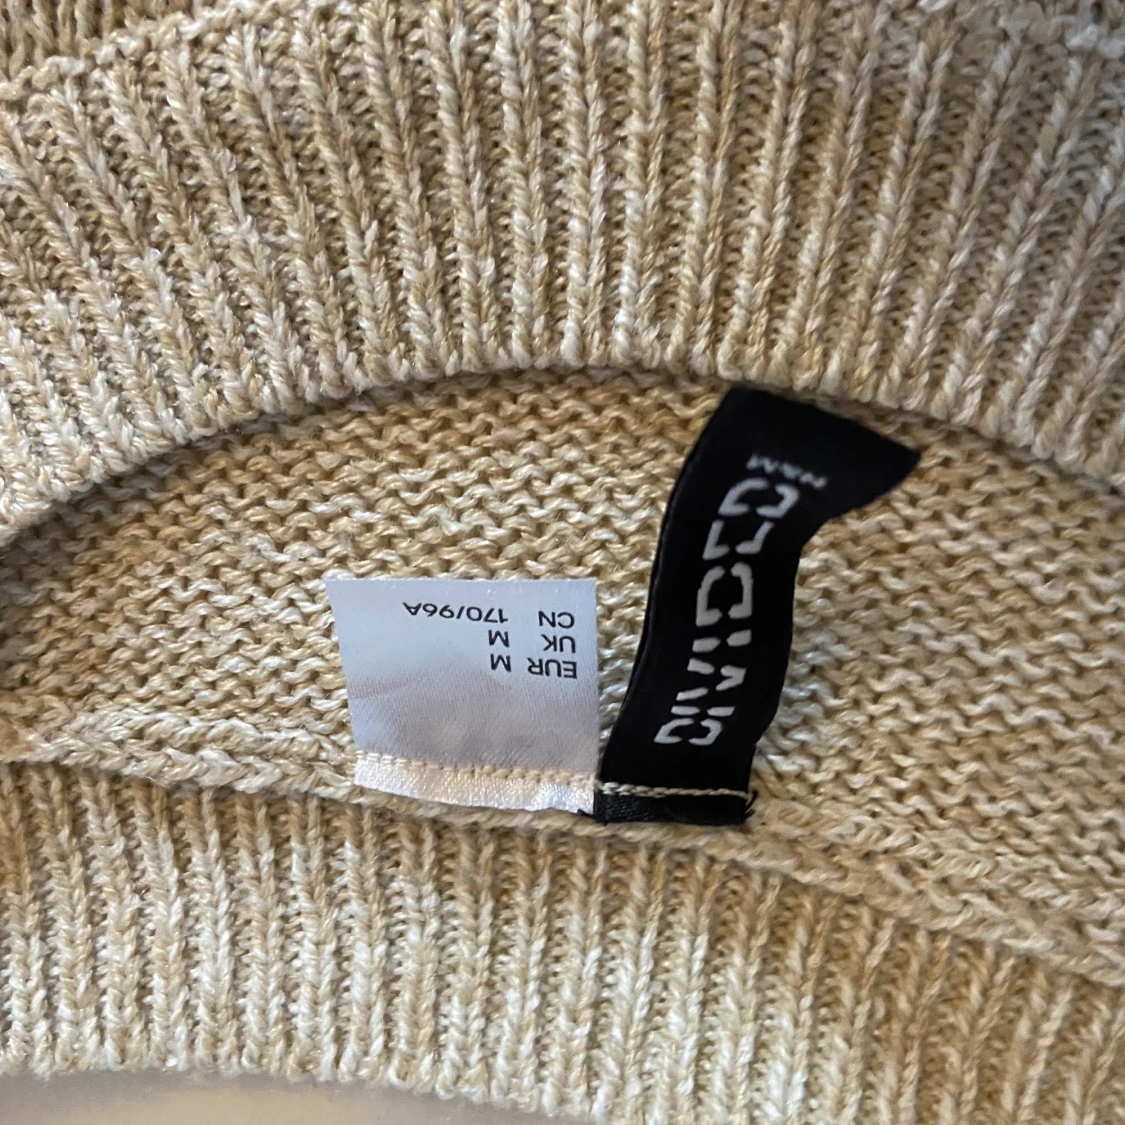 EUR M
UK M
CN 170/96A
DIVIDED
H&M